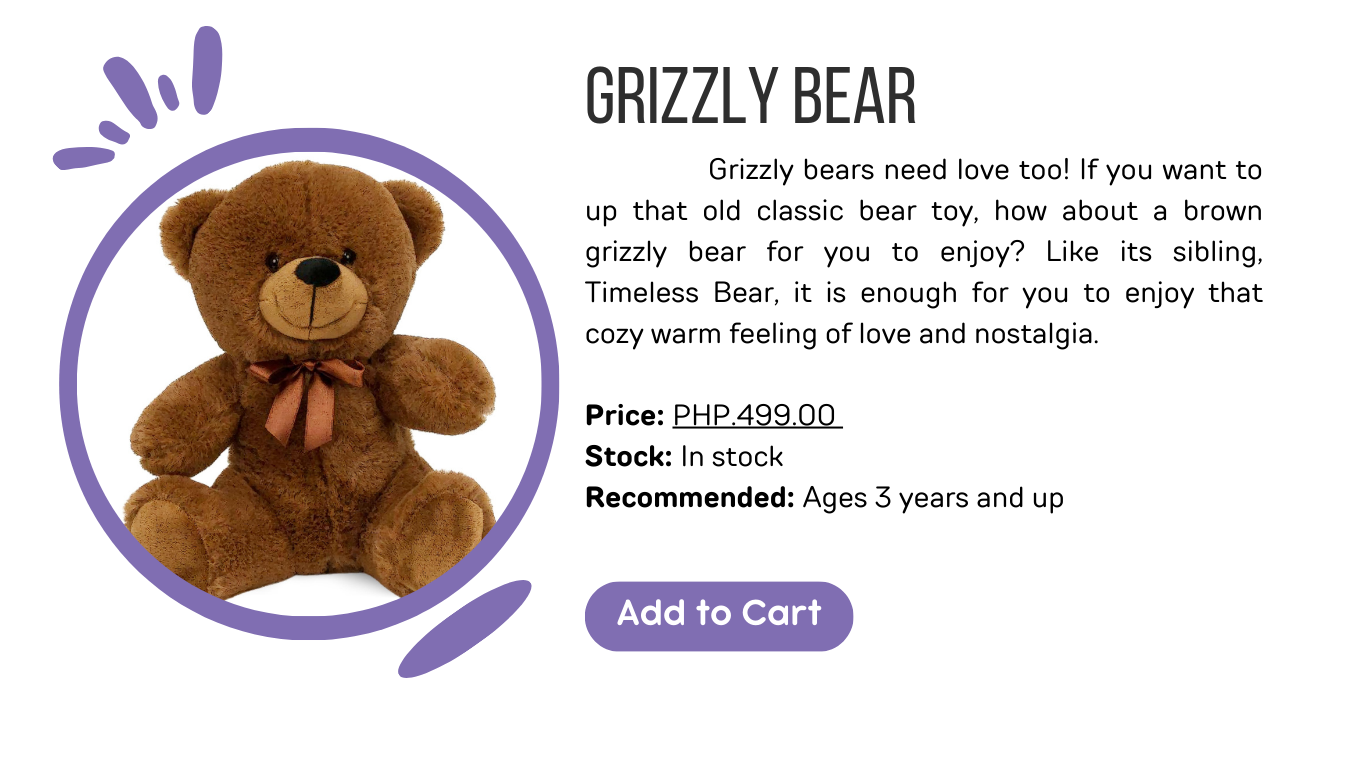 GRIZZLY BEAR
Grizzly bears need love too! If you want to
up that old classic bear toy, how about a brown
grizzly bear for you to enjoy? Like its sibling,
Timeless Bear, it is enough for you to enjoy that
cozy warm feeling of love and nostalgia.
Price: PHP.499.00
Stock: In stock
Recommended: Ages 3 years and up
Add to Cart